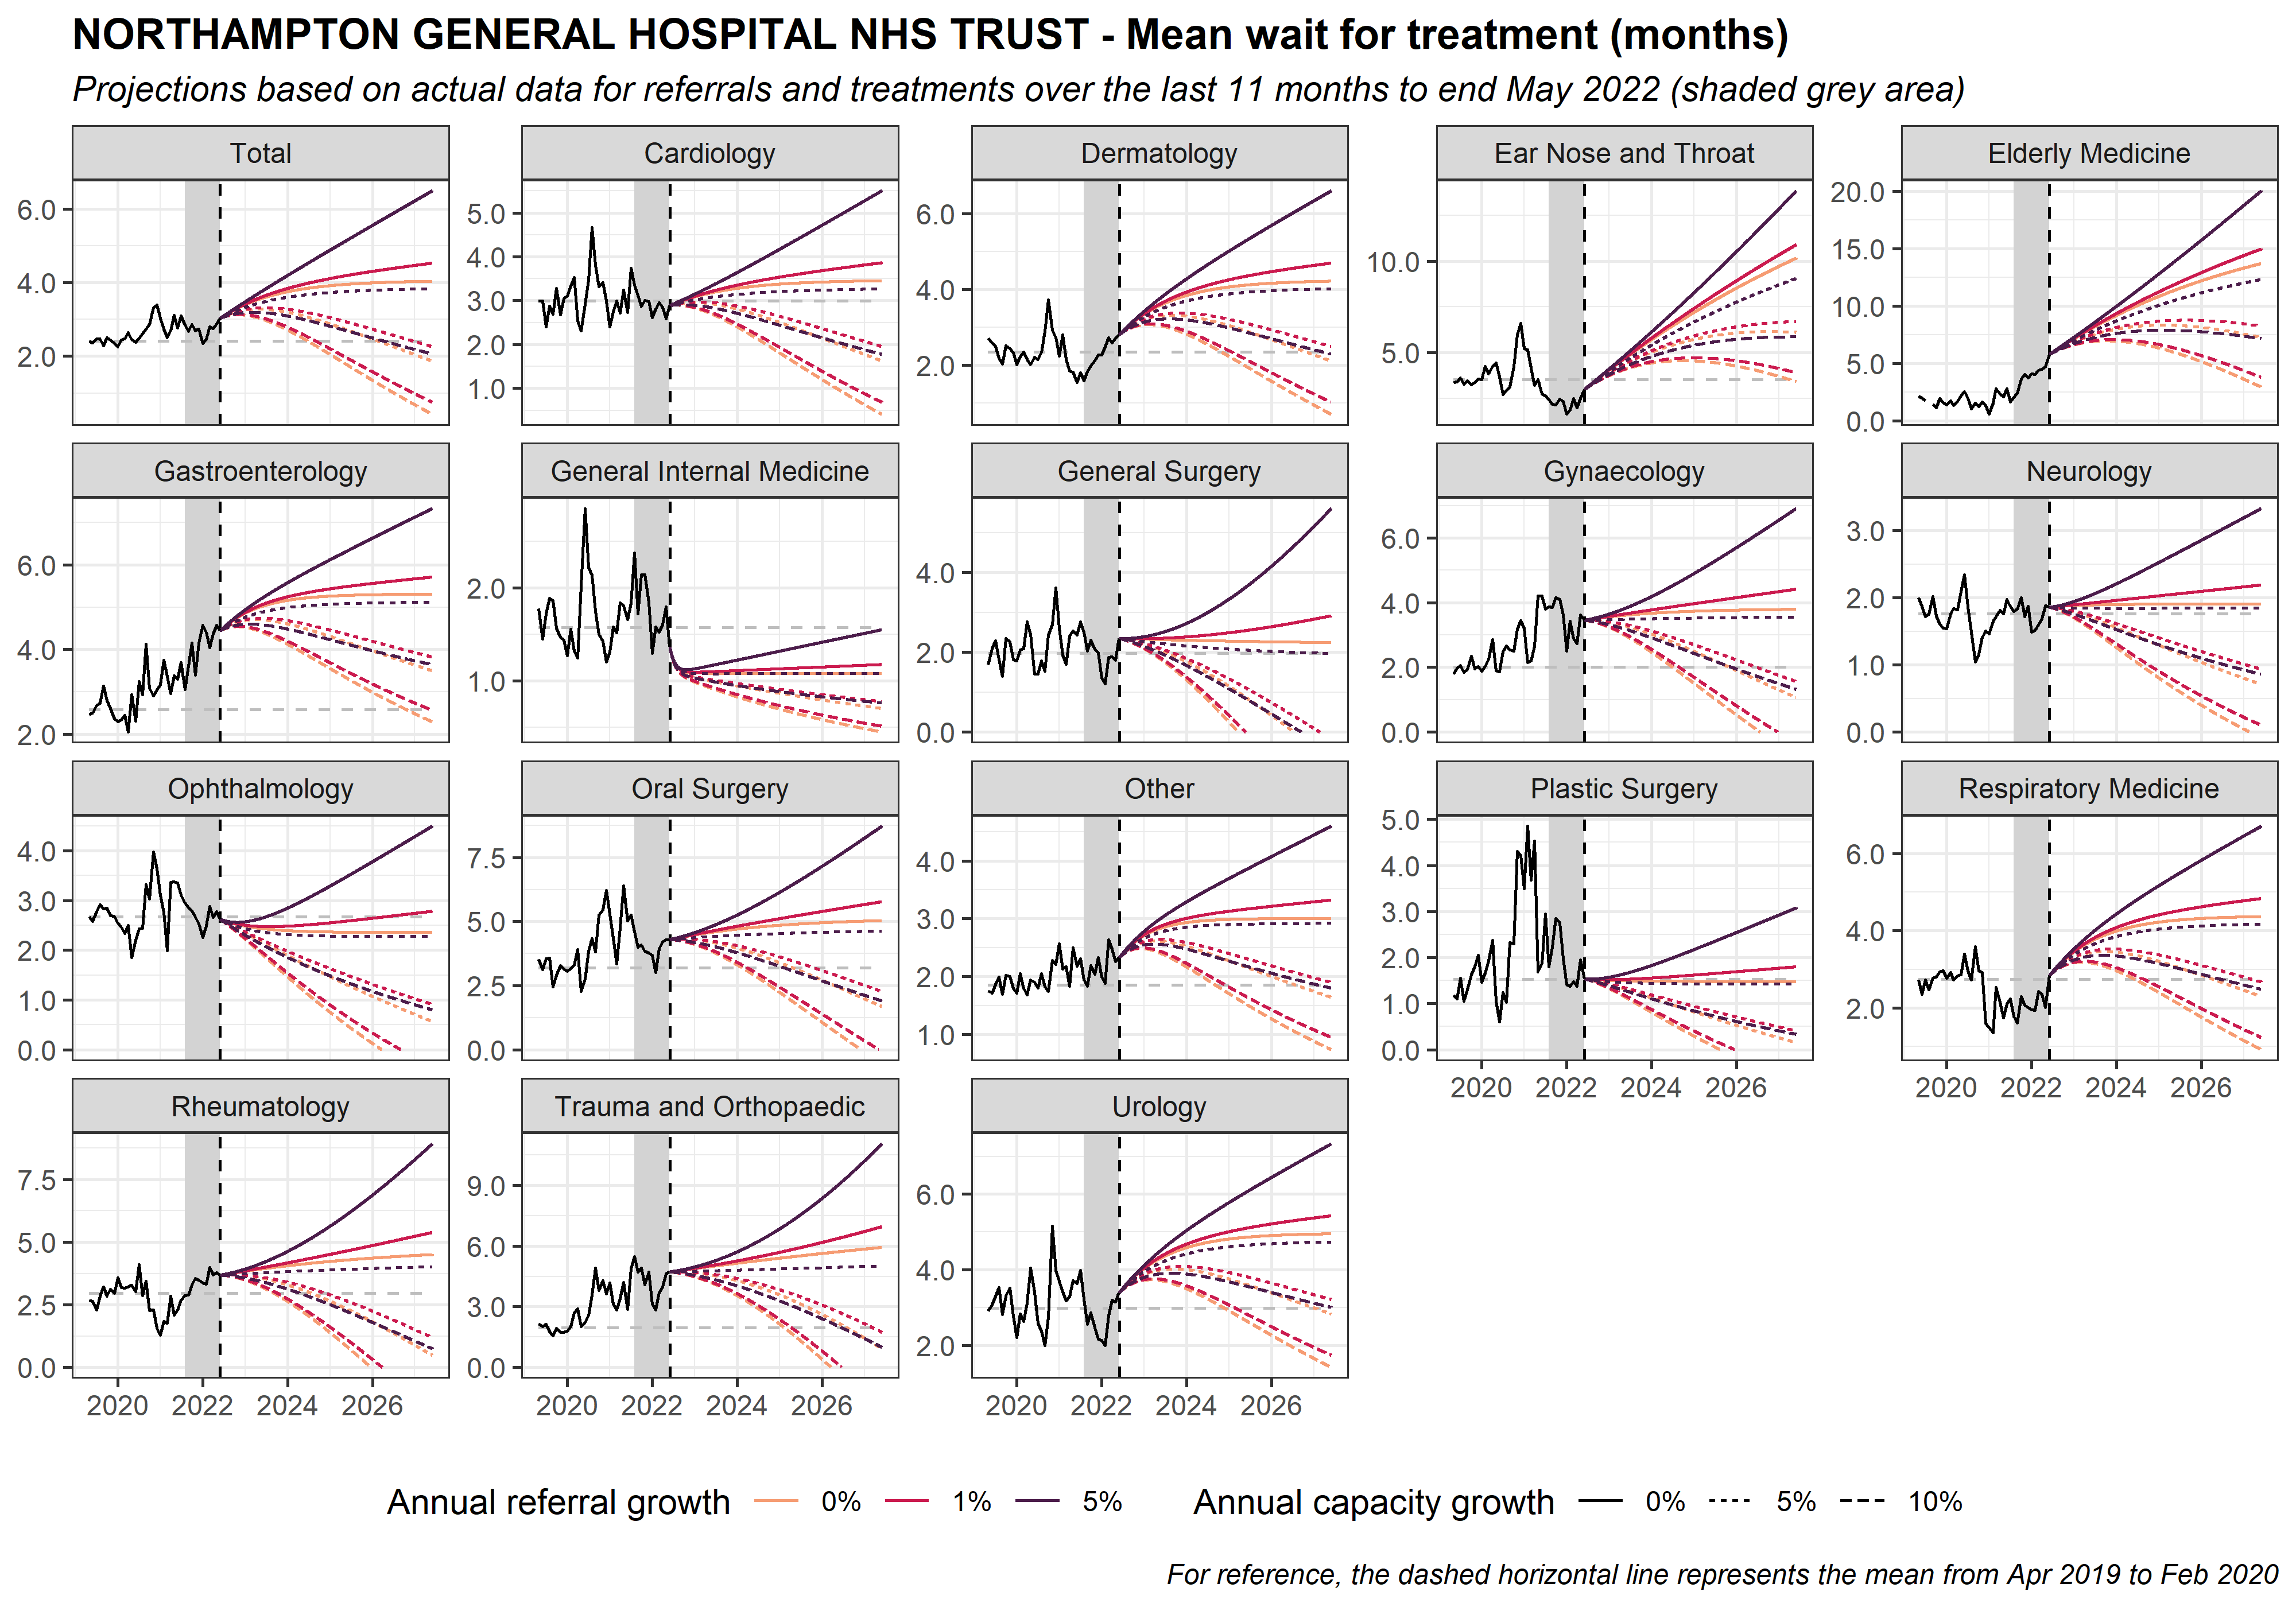 NORTHAMPTON GENERAL HOSPITAL NHS TRUST - Mean wait for treatment (months)
Projections based on actual data for referrals and treatments over the last 11 months to end May 2022 (shaded grey area)
Total
6.0
4.0
2.0
Cardiology
5.0
4.0
3.0
2.0
1.0
Dermatology
6.0
4.0
2.0
Ear Nose and Throat
10.0
5.0
Elderly Medicine
20.0
15.0
10.0
5.0
0.0
Gastroenterology
6.0
4.0
2.0
General Internal Medicine
2.0
1.0
General Surgery
4.0
2.0
0.0
Gynaecology
6.0
4.0
2.0
0.0
Neurology
3.0
2.0
1.0
0.0
Ophthalmology
4.0
3.0
2.0
1.0
0.0
Oral Surgery
7.5
5.0
2.5
0.0
Other
4.0
3.0
2.0
1.0
Plastic Surgery
5.0
4.0
3.0
2.0
1.0
0.0
2020 2022 2024 2026
Respiratory Medicine
6.0
4.0
2.0
2020 2022 2024 2026
Rheumatology
7.5
5.0
2.5
0.0
2020 2022 2024 2026
Trauma and Orthopaedic
9.0
6.0
3.0
0.0
2020 2022 2024 2026
Urology
6.0
4.0
2.0
2020 2022 2024 2026
Annual referral growth 0% 1% 5% Annual capacity growth 0% 5% 10%
For reference, the dashed horizontal line represents the mean from Apr 2019 to Feb 2020